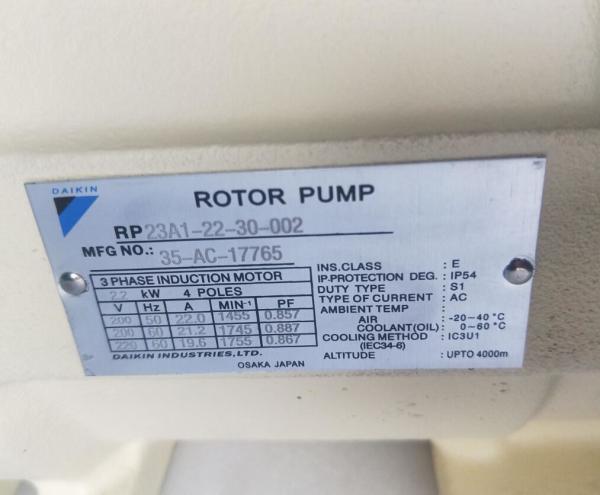 DAIKIN
ROTOR PUMP
RP23A1-22-30-002
MFG NO.: 35-AC-17765
3 PHASE INDUCTION MOTOR
kW 4 POLES
V Hz A MIN⁻¹ PF
200 50 22.0 1455 0.857
200 60 21.2 1745 0.887
220 60 19.6 1755 0.867
DAIKIN INDUSTRIES, LTD.
OSAKA JAPAN
INS.CLASS : E
IP.PROTECTION DEG. : IP54
DUTY TYPE : S1
TYPE OF CURRENT : AC
AMBIENT TEMP :
AIR : -20~40 °C
COOLANT(OIL) : 0~60 °C
COOLING METHOD : IC3U1
(IEC34-6)
ALTITUDE : UPTO 4000m